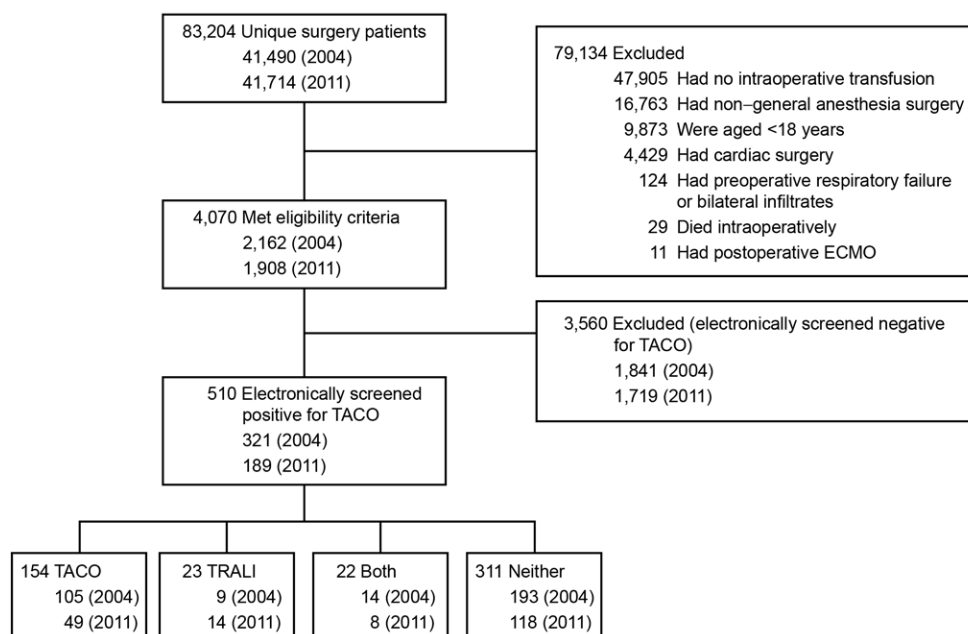 83,204 Unique surgery patients
41,490 (2004)
41,714 (2011)
79,134 Excluded
47,905 Had no intraoperative transfusion
16,763 Had non–general anesthesia surgery
9,873 Were aged <18 years
4,429 Had cardiac surgery
124 Had preoperative respiratory failure
or bilateral infiltrates
29 Died intraoperatively
11 Had postoperative ECMO
4,070 Met eligibility criteria
2,162 (2004)
1,908 (2011)
3,560 Excluded (electronically screened negative
for TACO)
1,841 (2004)
1,719 (2011)
510 Electronically screened
positive for TACO
321 (2004)
189 (2011)
154 TACO
105 (2004)
49 (2011)
23 TRALI
9 (2004)
14 (2011)
22 Both
14 (2004)
8 (2011)
311 Neither
193 (2004)
118 (2011)